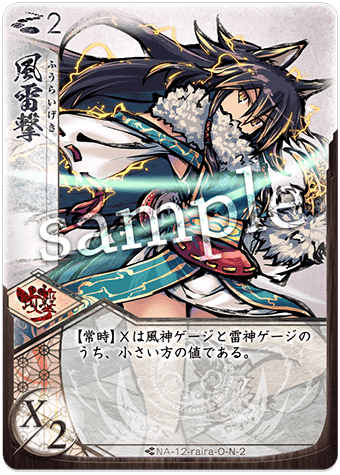 2
風雷撃
ふうらいげき
sample
攻撃
【常時】Xは風神ゲージと雷神ゲージの
うち、小さい方の値である。
X/2
NA-12-raira-O-N-2